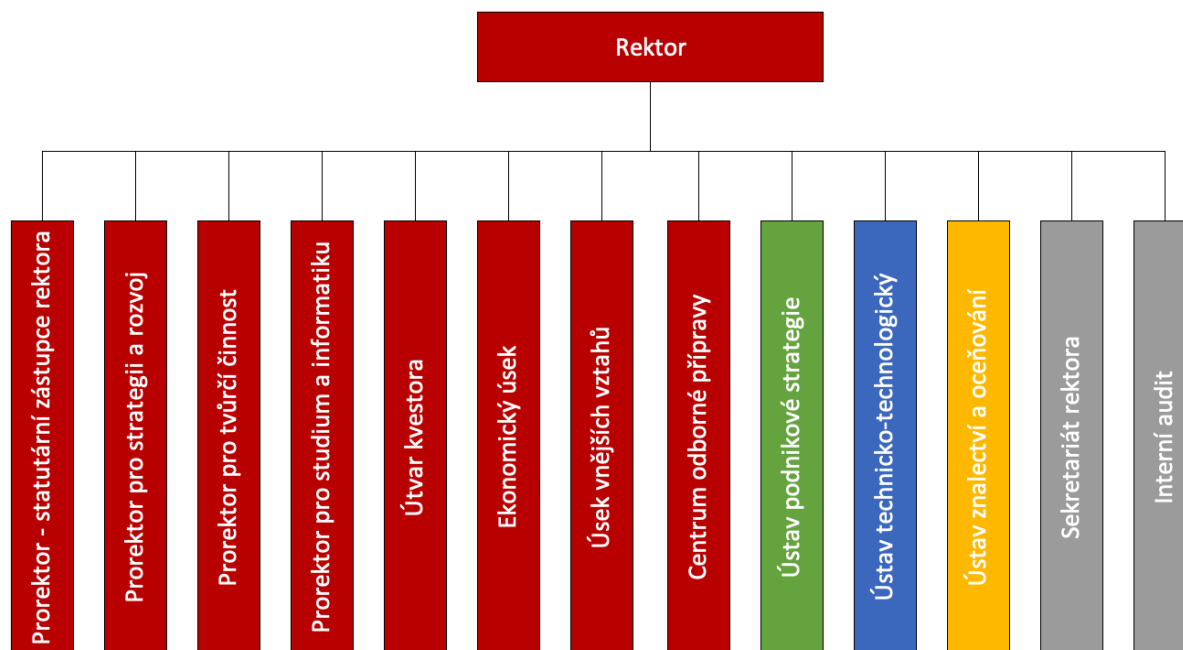 Rektor
Prorektor - statutární zástupce rektora
Prorektor pro strategii a rozvoj
Prorektor pro tvůrčí činnost
Prorektor pro studium a informatiku
Útvar kvestora
Ekonomický úsek
Úsek vnějších vztahů
Centrum odborné přípravy
Ústav podnikové strategie
Ústav technicko-technologický
Ústav znalectví a oceňování
Sekretariát rektora
Interní audit